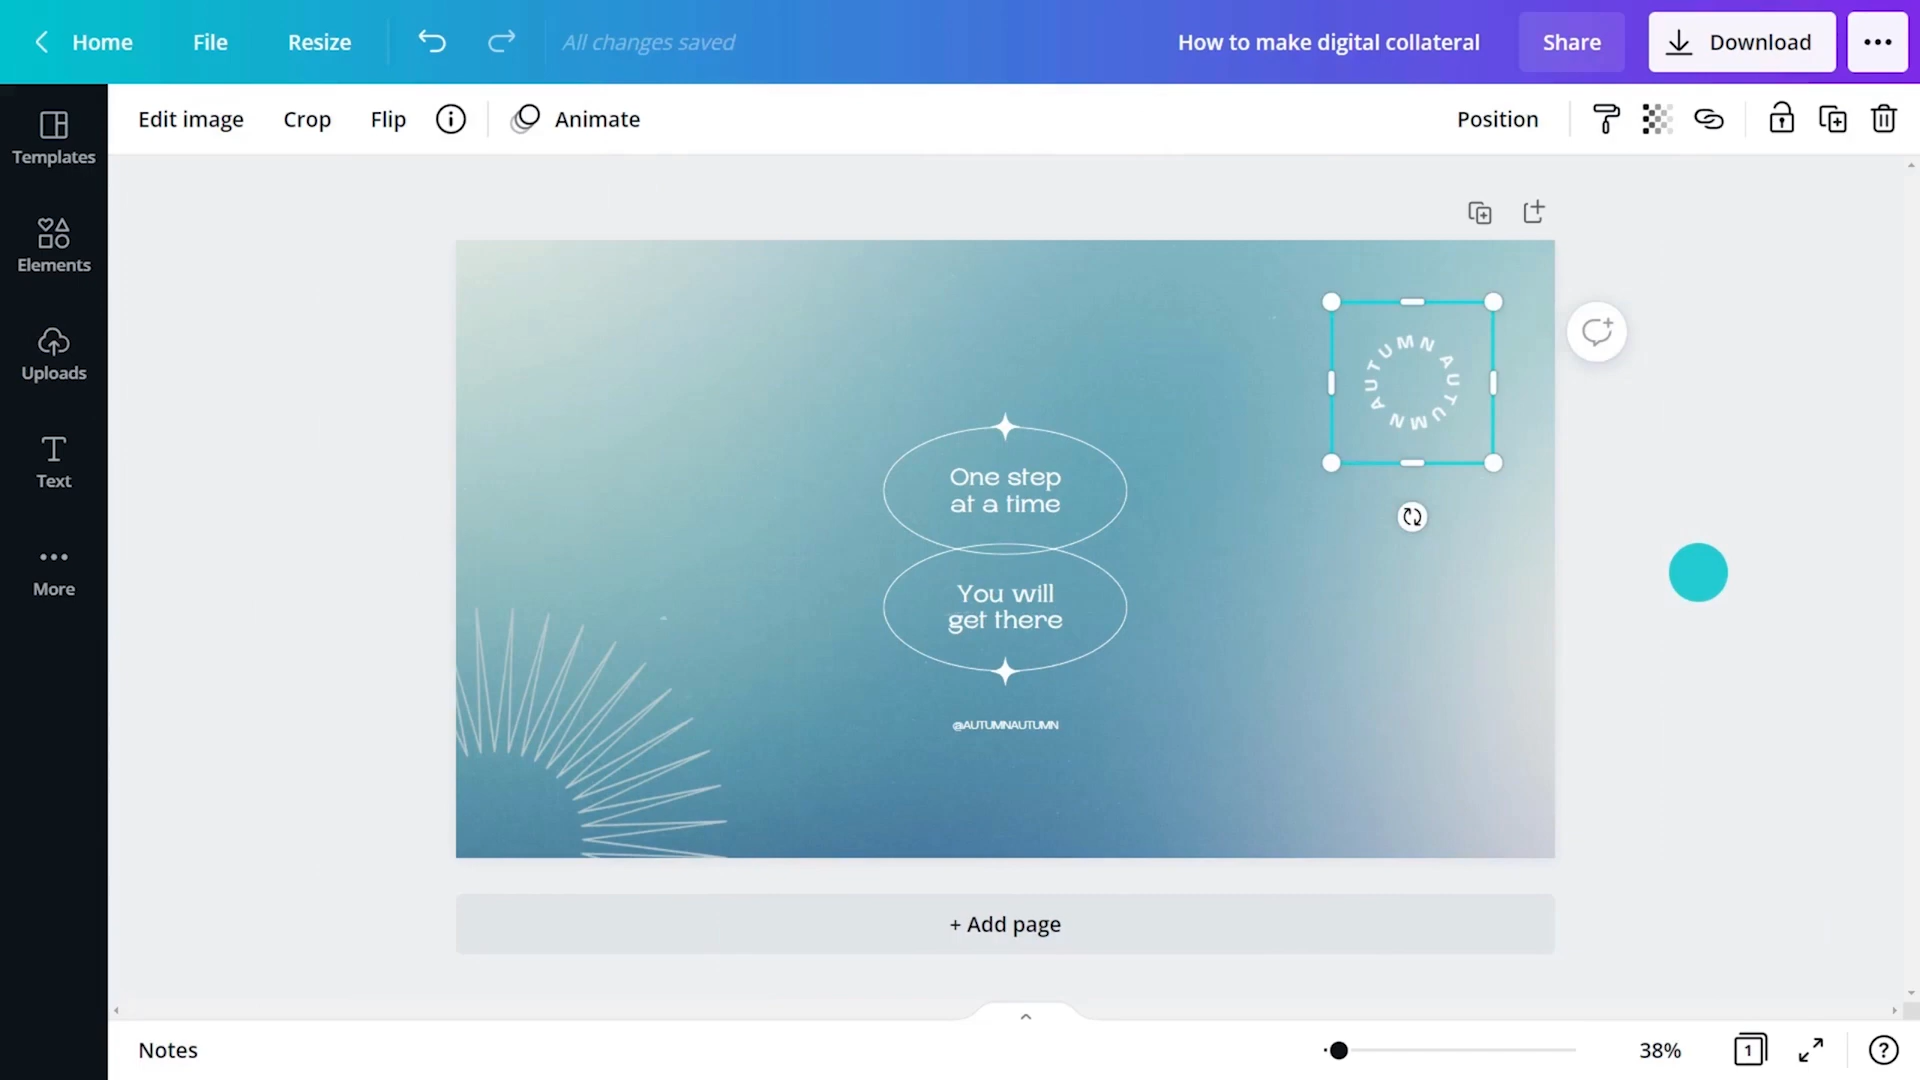 Home
File
Resize
All changes saved
How to make digital collateral
Share
Download
Edit image
Crop
Flip
Animate
Position
Templates
Elements
Uploads
Text
More
AUTUMN AUTUMN
One step
at a time
You will
get there
@AUTUMNAUTUMN
+ Add page
Notes
38%
1